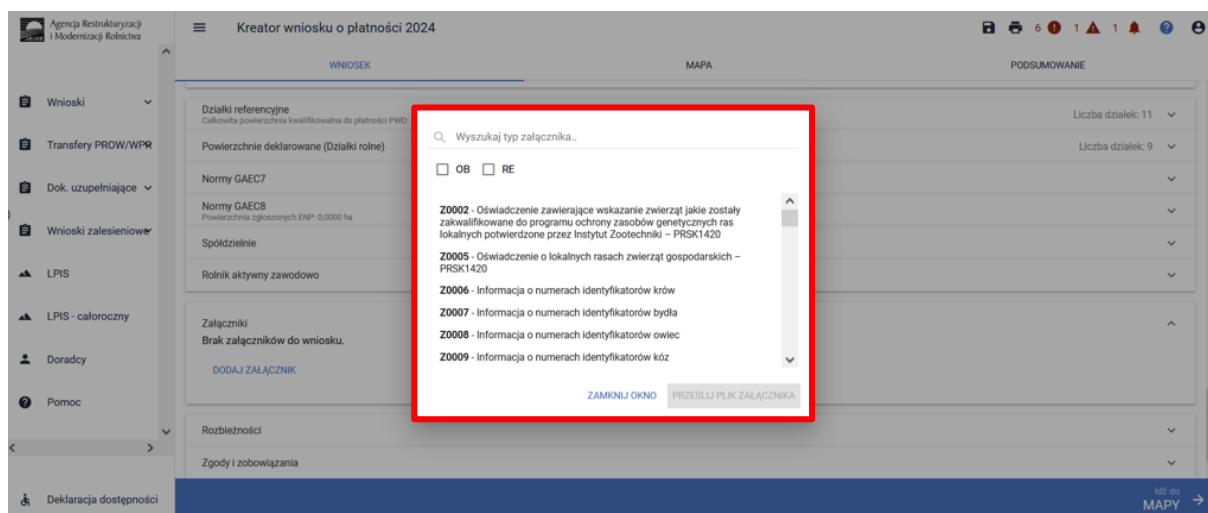 Agencja Restrukturyzacji
i Modernizacji Rolnictwa
Kreator wniosku o płatności 2024
6 1 1
WNIOSEK
MAPA
PODSUMOWANIE
Wnioski
Transfery PROW/WPR
Dok. uzupełniające
Wnioski zalesieniowe
LPIS
LPIS - całoroczny
Doradcy
Pomoc
Deklaracja dostępności
Działki referencyjne
Całkowita powierzchnia kwalifikowalna do płatności PWD:
Liczba działek: 11
Powierzchnie deklarowane (Działki rolne)
Liczba działek: 9
Normy GAEC7
Normy GAEC8
Powierzchnia zgłoszonych ENP: 0,0000 ha
Spółdzielnie
Rolnik aktywny zawodowo
Załączniki
Brak załączników do wniosku.
DODAJ ZAŁĄCZNIK
Rozbieżności
Zgody i zobowiązania
Wyszukaj typ załącznika..
OB RE
Z0002 - Oświadczenie zawierające wskazanie zwierząt jakie zostały
zakwalifikowane do programu ochrony zasobów genetycznych ras
lokalnych potwierdzone przez Instytut Zootechniki – PRSK1420
Z0005 - Oświadczenie o lokalnych rasach zwierząt gospodarskich –
PRSK1420
Z0006 - Informacja o numerach identyfikatorów krów
Z0007 - Informacja o numerach identyfikatorów bydła
Z0008 - Informacja o numerach identyfikatorów owiec
Z0009 - Informacja o numerach identyfikatorów kóz
ZAMKNIJ OKNO
PRZEŚLIJ PLIK ZAŁĄCZNIKA
Idź do
MAPY